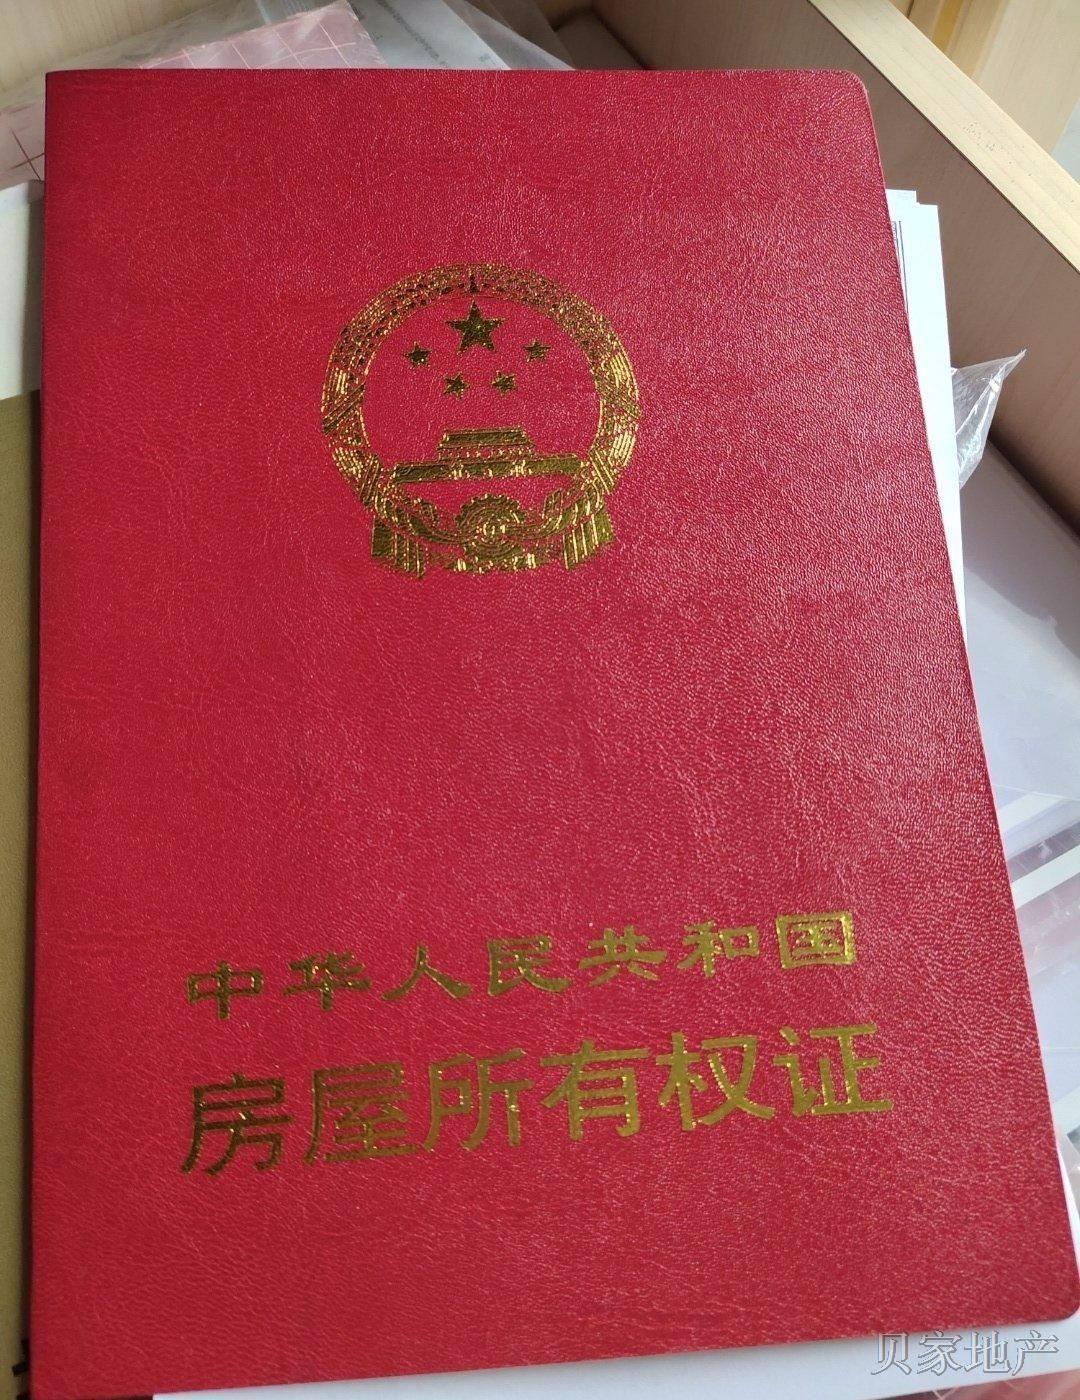 中华人民共和国
房屋所有权证
贝家地产